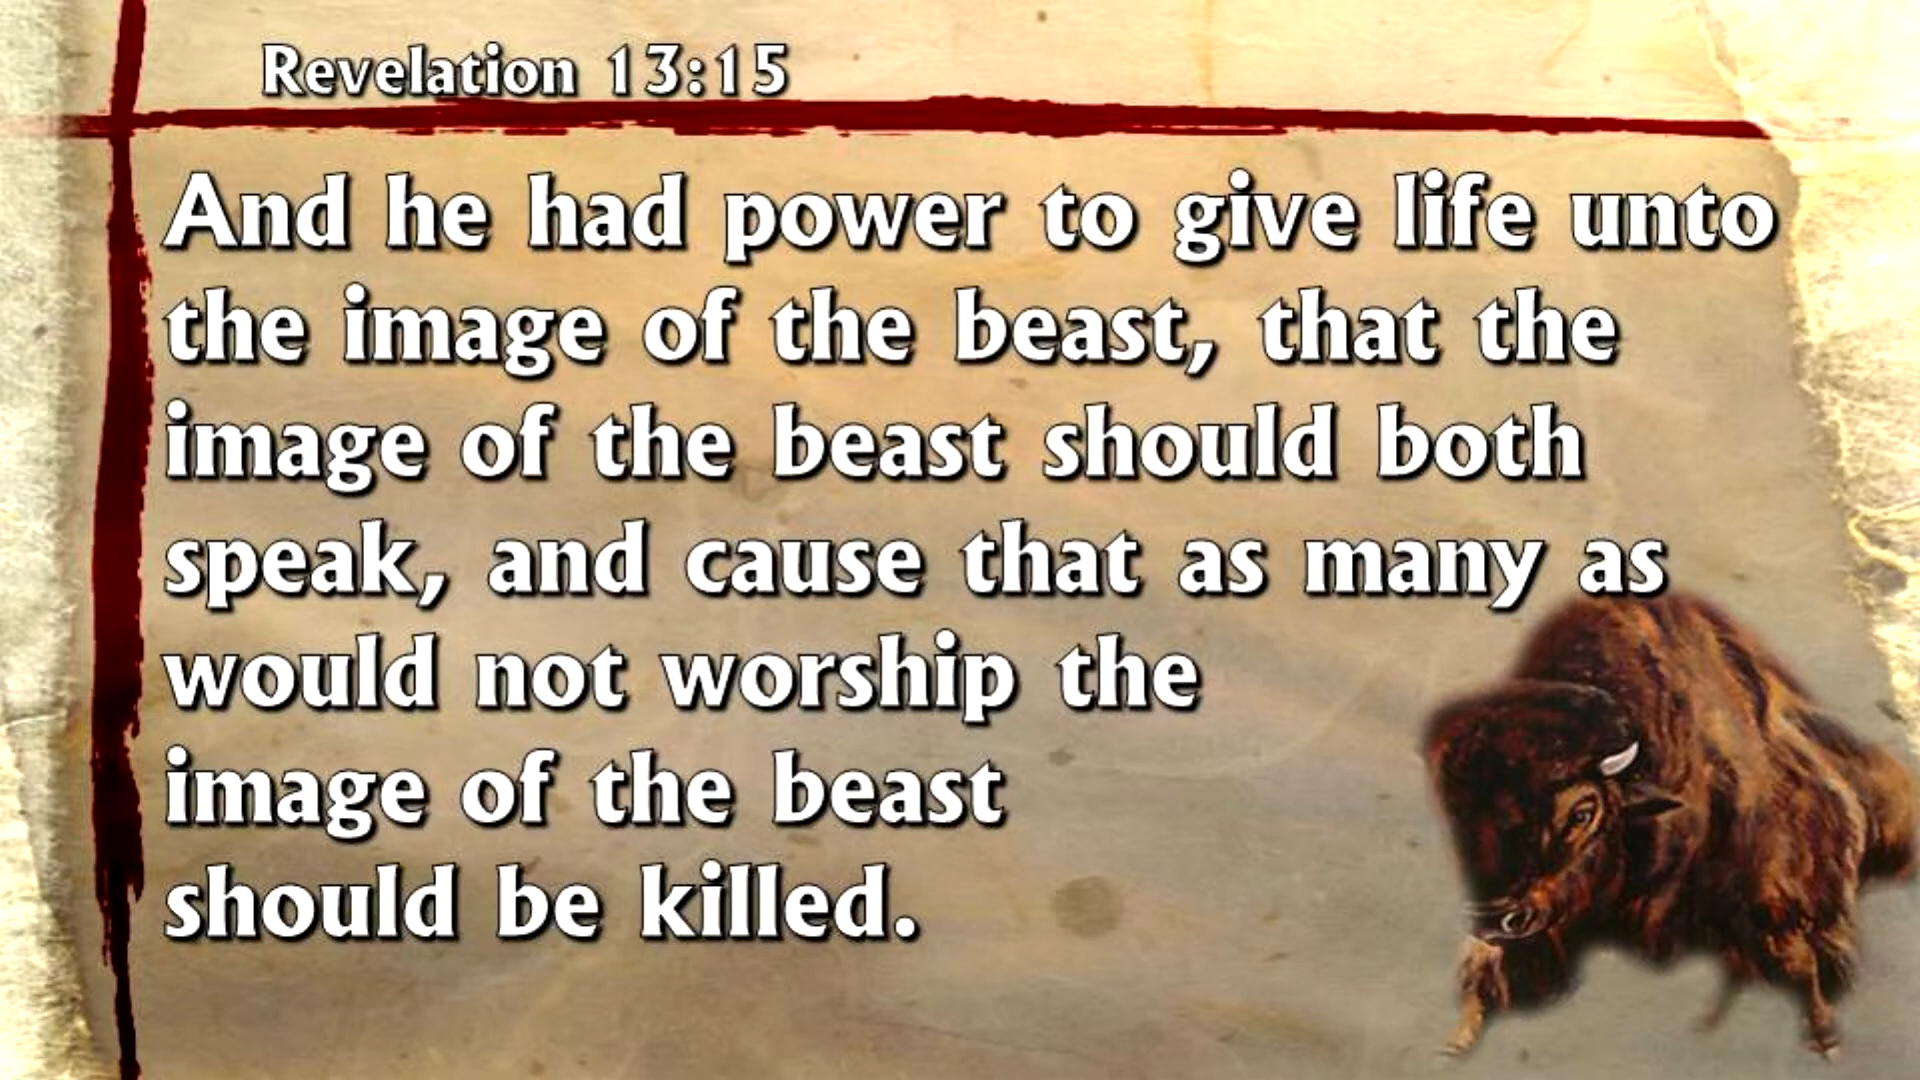 Revelation 13:15
And he had power to give life unto
the image of the beast, that the
image of the beast should both
speak, and cause that as many as
would not worship the
image of the beast
should be killed.